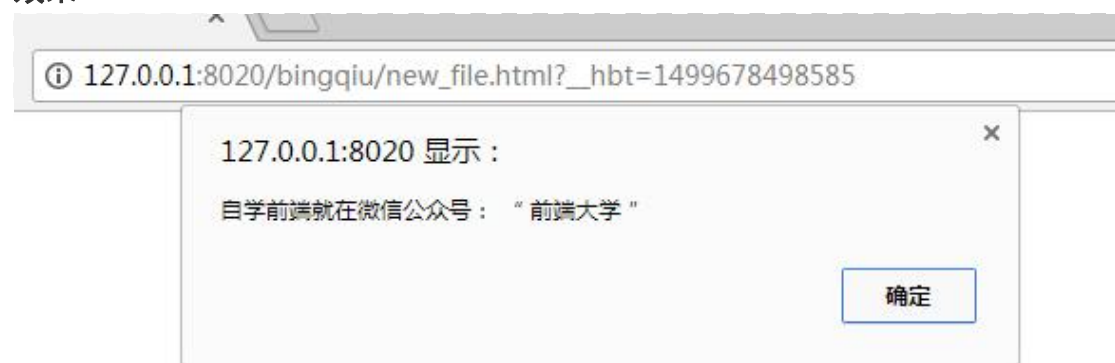 127.0.0.1:8020/bingqiu/new_file.html?__hbt=1499678498585
127.0.0.1:8020 显示：
自学前端就在微信公众号： “ 前端大学 ”
确定